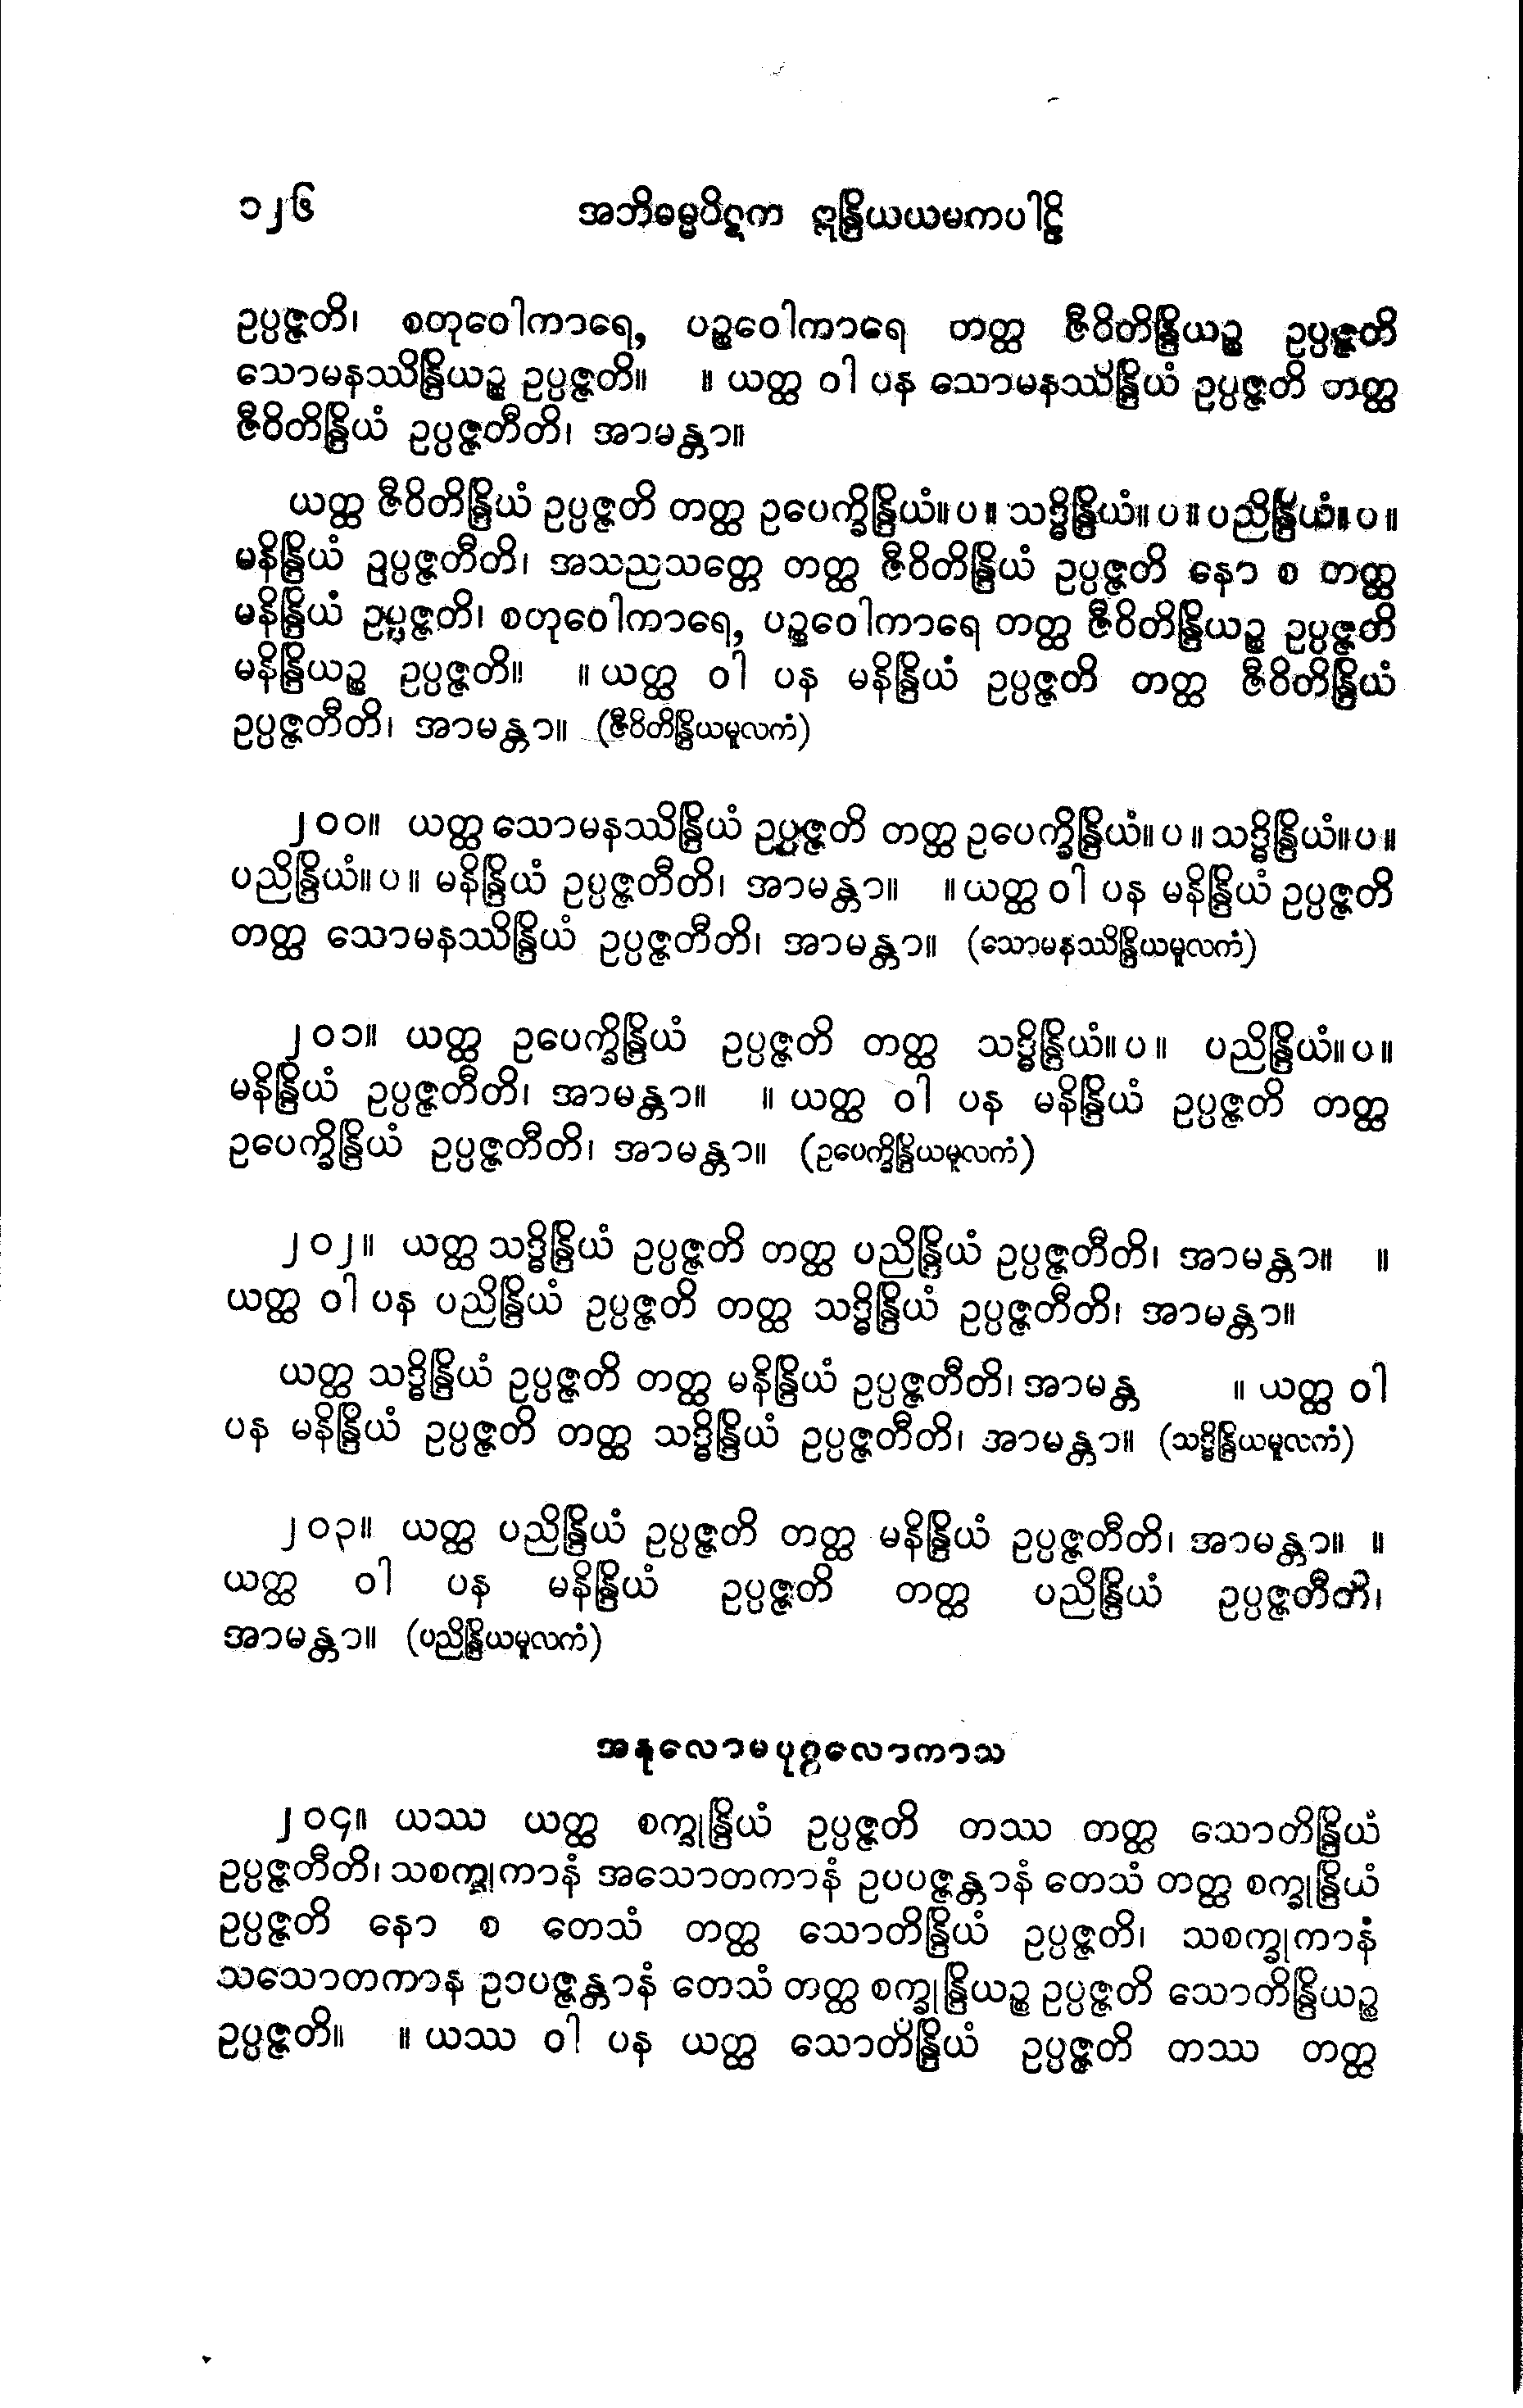 ၁၂၆ အဘိဓမ္မပိဋက ဣန္ဒြိယယမကပါဠိ
ဥပ္ပဇ္ဇတိ၊ စတုဝေါကာရေ, ပဉ္စဝေါကာရေ တတ္ထ ဇီဝိတိန္ဒြိယဉ္စ ဥပ္ပဇ္ဇတိ
သောမနဿိန္ဒြိယဉ္စ ဥပ္ပဇ္ဇတိ။ ။ ယတ္ထ ဝါ ပန သောမနဿိန္ဒြိယံ ဥပ္ပဇ္ဇတိ တတ္ထ
ဇီဝိတိန္ဒြိယံ ဥပ္ပဇ္ဇတီတိ၊ အာမန္တာ။
ယတ္ထ ဇီဝိတိန္ဒြိယံ ဥပ္ပဇ္ဇတိ တတ္ထ ဥပေက္ခိန္ဒြိယံ။ ပ ။ သဒ္ဓိန္ဒြိယံ။ ပ ။ ပညိန္ဒြိယံ။ ပ ။
မနိန္ဒြိယံ ဥပ္ပဇ္ဇတီတိ၊ အသညသတ္တေ တတ္ထ ဇီဝိတိန္ဒြိယံ ဥပ္ပဇ္ဇတိ နော စ တတ္ထ
မနိန္ဒြိယံ ဥပ္ပဇ္ဇတိ၊ စတုဝေါကာရေ, ပဉ္စဝေါကာရေ တတ္ထ ဇီဝိတိန္ဒြိယဉ္စ ဥပ္ပဇ္ဇတိ
မနိန္ဒြိယဉ္စ ဥပ္ပဇ္ဇတိ။ ။ ယတ္ထ ဝါ ပန မနိန္ဒြိယံ ဥပ္ပဇ္ဇတိ တတ္ထ ဇီဝိတိန္ဒြိယံ
ဥပ္ပဇ္ဇတီတိ၊ အာမန္တာ။ (ဇီဝိတိန္ဒြိယမူလကံ)
၂၀၀။ ယတ္ထ သောမနဿိန္ဒြိယံ ဥပ္ပဇ္ဇတိ တတ္ထ ဥပေက္ခိန္ဒြိယံ။ ပ ။ သဒ္ဓိန္ဒြိယံ။ ပ ။
ပညိန္ဒြိယံ။ ပ ။ မနိန္ဒြိယံ ဥပ္ပဇ္ဇတီတိ၊ အာမန္တာ။ ။ ယတ္ထ ဝါ ပန မနိန္ဒြိယံ ဥပ္ပဇ္ဇတိ
တတ္ထ သောမနဿိန္ဒြိယံ ဥပ္ပဇ္ဇတီတိ၊ အာမန္တာ။ (သောမနဿိန္ဒြိယမူလကံ)
၂၀၁။ ယတ္ထ ဥပေက္ခိန္ဒြိယံ ဥပ္ပဇ္ဇတိ တတ္ထ သဒ္ဓိန္ဒြိယံ။ ပ ။ ပညိန္ဒြိယံ။ ပ ။
မနိန္ဒြိယံ ဥပ္ပဇ္ဇတီတိ၊ အာမန္တာ။ ။ ယတ္ထ ဝါ ပန မနိန္ဒြိယံ ဥပ္ပဇ္ဇတိ တတ္ထ
ဥပေက္ခိန္ဒြိယံ ဥပ္ပဇ္ဇတီတိ၊ အာမန္တာ။ (ဥပေက္ခိန္ဒြိယမူလကံ)
၂၀၂။ ယတ္ထ သဒ္ဓိန္ဒြိယံ ဥပ္ပဇ္ဇတိ တတ္ထ ပညိန္ဒြိယံ ဥပ္ပဇ္ဇတီတိ၊ အာမန္တာ။ ။
ယတ္ထ ဝါ ပန ပညိန္ဒြိယံ ဥပ္ပဇ္ဇတိ တတ္ထ သဒ္ဓိန္ဒြိယံ ဥပ္ပဇ္ဇတီတိ၊ အာမန္တာ။
ယတ္ထ သဒ္ဓိန္ဒြိယံ ဥပ္ပဇ္ဇတိ တတ္ထ မနိန္ဒြိယံ ဥပ္ပဇ္ဇတီတိ၊ အာမန္တ ။ ယတ္ထ ဝါ
ပန မနိန္ဒြိယံ ဥပ္ပဇ္ဇတိ တတ္ထ သဒ္ဓိန္ဒြိယံ ဥပ္ပဇ္ဇတီတိ၊ အာမန္တာ။ (သဒ္ဓိန္ဒြိယမူလကံ)
၂၀၃။ ယတ္ထ ပညိန္ဒြိယံ ဥပ္ပဇ္ဇတိ တတ္ထ မနိန္ဒြိယံ ဥပ္ပဇ္ဇတီတိ၊ အာမန္တာ။ ။
ယတ္ထ ဝါ ပန မနိန္ဒြိယံ ဥပ္ပဇ္ဇတိ တတ္ထ ပညိန္ဒြိယံ ဥပ္ပဇ္ဇတီတိ၊
အာမန္တာ။ (ပညိန္ဒြိယမူလကံ)
အနုလောမပုဂ္ဂလောကာသ
၂၀၄။ ယဿ ယတ္ထ စက္ခုန္ဒြိယံ ဥပ္ပဇ္ဇတိ တဿ တတ္ထ သောတိန္ဒြိယံ
ဥပ္ပဇ္ဇတီတိ၊ သစက္ခုကာနံ အသောတကာနံ ဥပပဇ္ဇန္တာနံ တေသံ တတ္ထ စက္ခုန္ဒြိယံ
ဥပ္ပဇ္ဇတိ နော စ တေသံ တတ္ထ သောတိန္ဒြိယံ ဥပ္ပဇ္ဇတိ၊ သစက္ခုကာနံ
သသောတကာန ဥပပဇ္ဇန္တာနံ တေသံ တတ္ထ စက္ခုန္ဒြိယဉ္စ ဥပ္ပဇ္ဇတိ သောတိန္ဒြိယဉ္စ
ဥပ္ပဇ္ဇတိ။ ။ ယဿ ဝါ ပန ယတ္ထ သောတိန္ဒြိယံ ဥပ္ပဇ္ဇတိ တဿ တတ္ထ